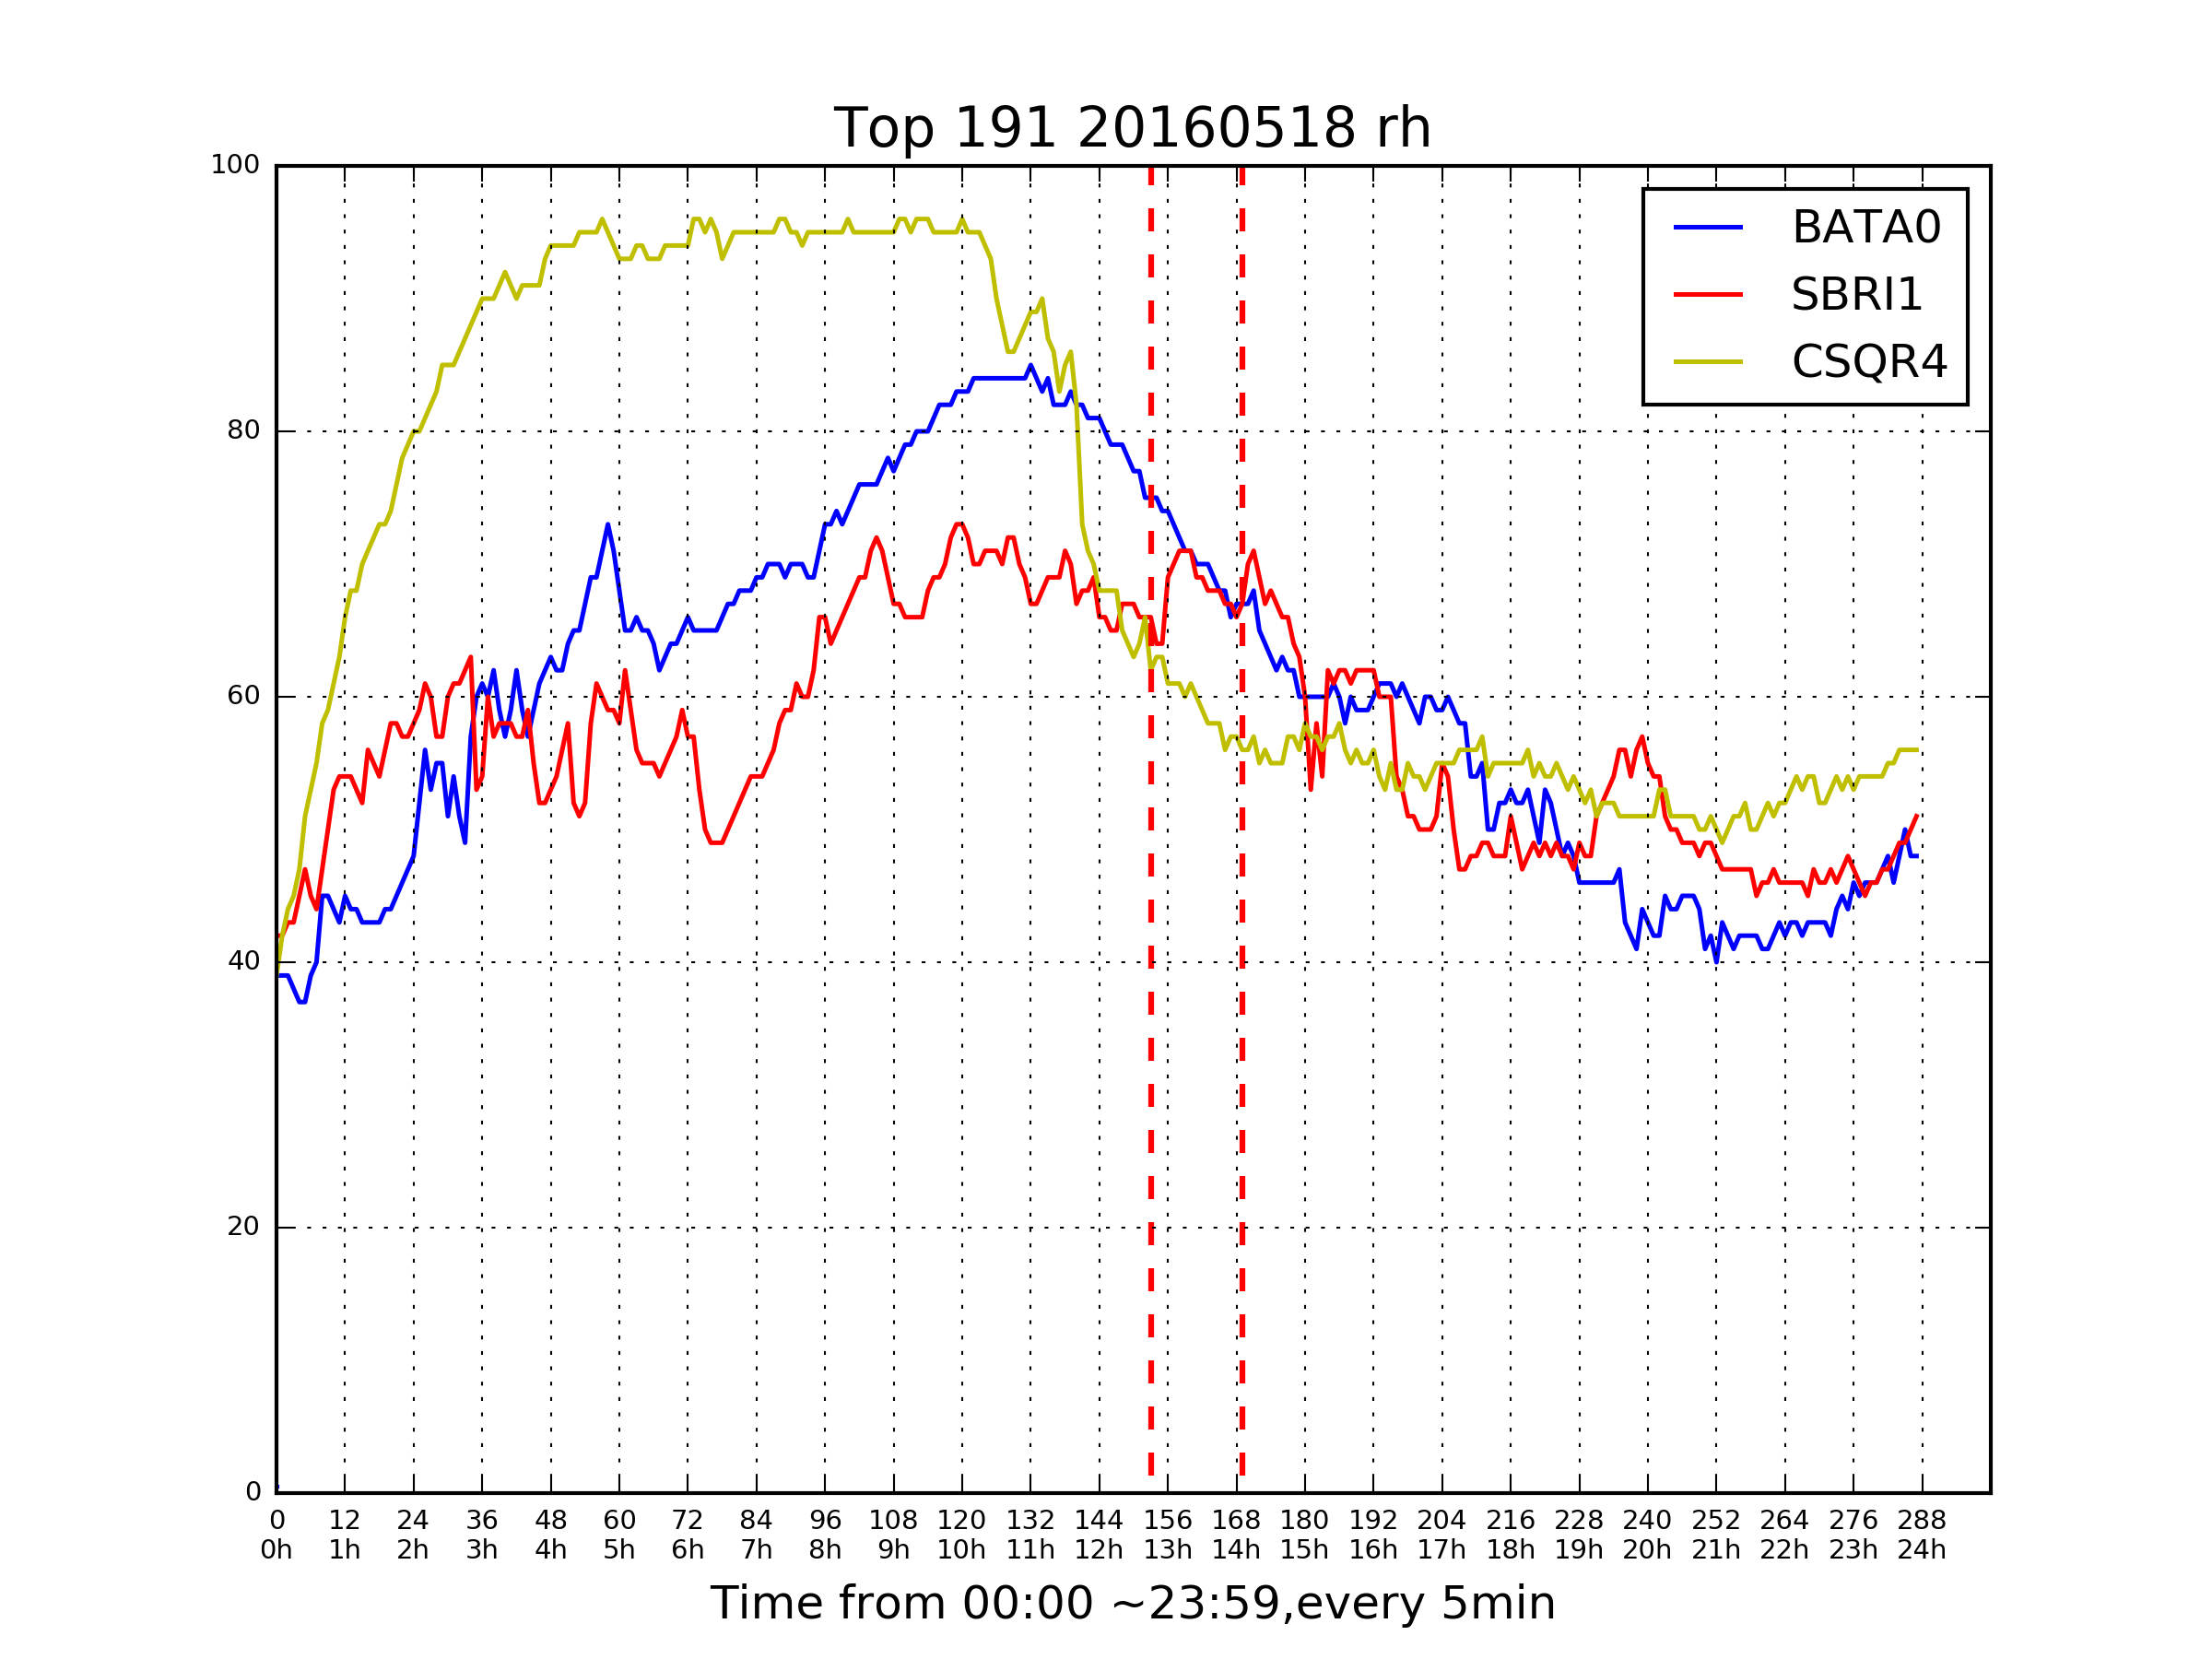 Top 191 20160518 rh
100
80
60
40
20
0
BATA0
SBRI1
CSQR4
0 12 24 36 48 60 72 84 96 108 120 132 144 156 168 180 192 204 216 228 240 252 264 276 288
0h 1h 2h 3h 4h 5h 6h 7h 8h 9h 10h 11h 12h 13h 14h 15h 16h 17h 18h 19h 20h 21h 22h 23h 24h
Time from 00:00 ~23:59,every 5min